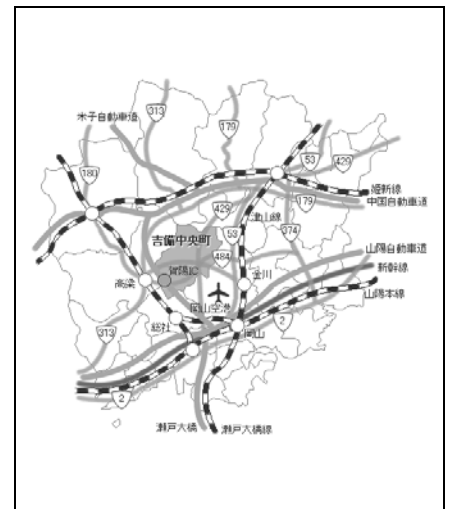 米子自動車道
313
179
53
429
180
姫新線
中国自動車道
179
429
津山線
吉備中央町
53
374
484
山陽自動車道
賀陽IC
新幹線
高梁
金川
山陽本線
岡山空港
総社
2
岡山
313
2
瀬戸大橋
瀬戸大橋線